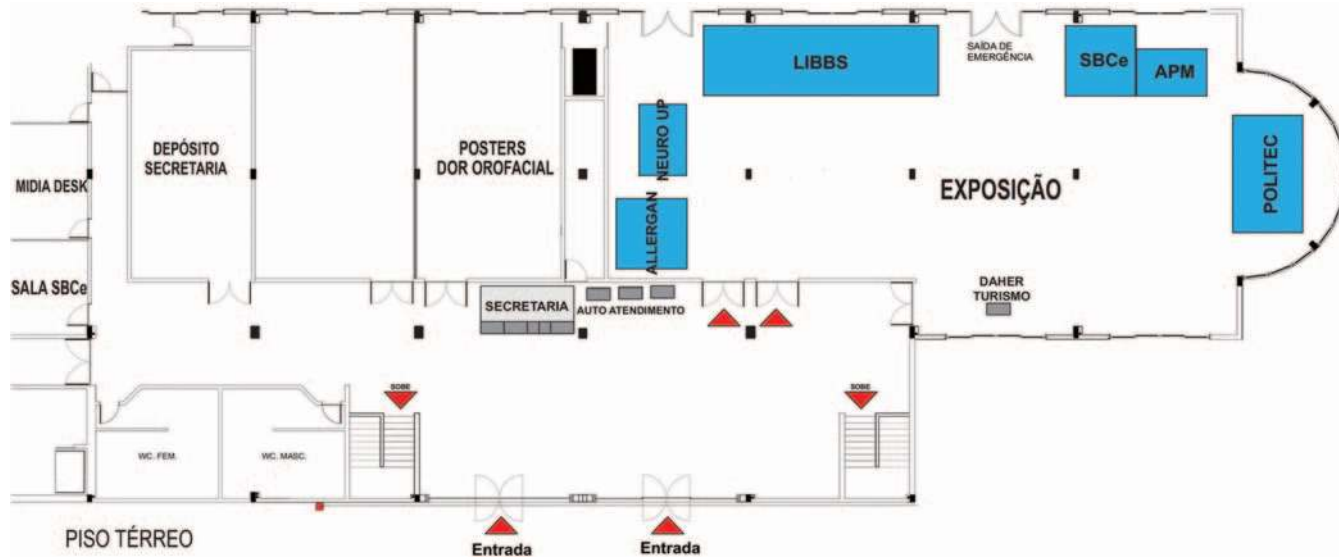 LIBBS
SAÍDA DE
EMERGÊNCIA
SBCe
APM
NEURO UP
DEPÓSITO
SECRETARIA
POSTERS
DOR OROFACIAL
MIDIA DESK
EXPOSIÇÃO
POLITEC
ALLERGAN
SALA SBCe
SECRETARIA
AUTO ATENDIMENTO
DAHER
TURISMO
SOBE
SOBE
WC. FEM.
WC. MASC.
PISO TÉRREO
Entrada
Entrada